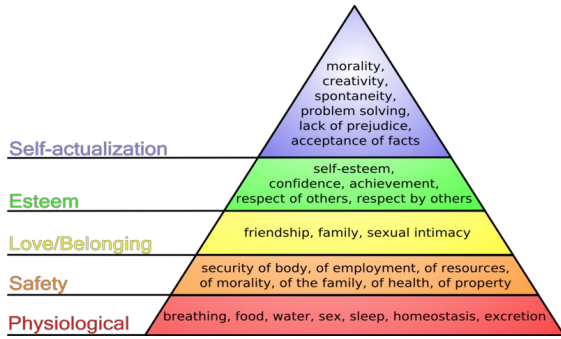 morality,
creativity,
spontaneity,
problem solving,
lack of prejudice,
acceptance of facts
Self-actualization
self-esteem,
confidence, achievement,
respect of others, respect by others
Esteem
friendship, family, sexual intimacy
Love/Belonging
security of body, of employment, of resources,
of morality, of the family, of health, of property
Safety
breathing, food, water, sex, sleep, homeostasis, excretion
Physiological